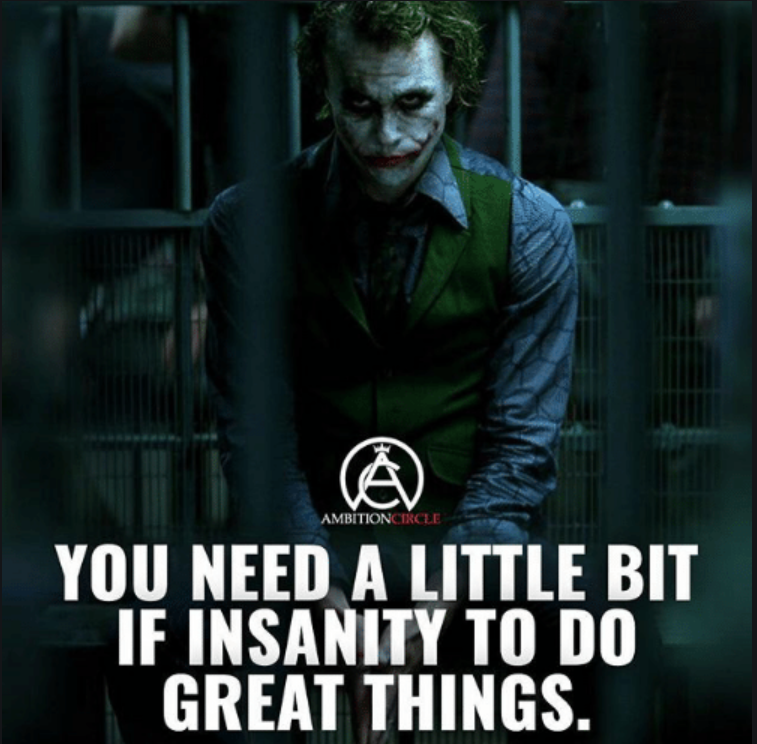 AMBITIONCIRCLE
YOU NEED A LITTLE BIT
IF INSANITY TO DO
GREAT THINGS.